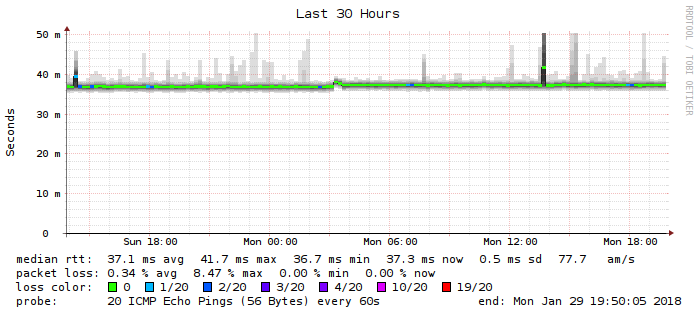 Last 30 Hours
RRDTOOL / TOBI OETIKER
Seconds
50 m
40 m
30 m
20 m
10 m
0
Sun 18:00 Mon 00:00 Mon 06:00 Mon 12:00 Mon 18:00
median rtt: 37.1 ms avg 41.7 ms max 36.7 ms min 37.3 ms now 0.5 ms sd 77.7 am/s
packet loss: 0.34 % avg 8.47 % max 0.00 % min 0.00 % now
loss color: 0 1/20 2/20 3/20 4/20 10/20 19/20
probe: 20 ICMP Echo Pings (56 Bytes) every 60s end: Mon Jan 29 19:50:05 2018